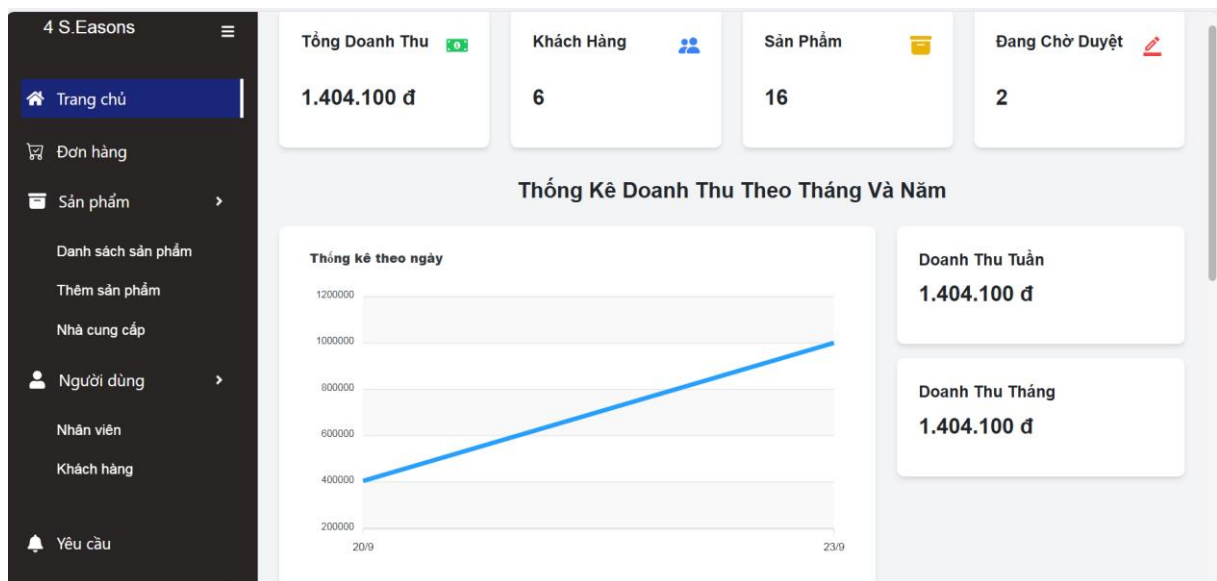 4 S.Easons
Trang chủ
Đơn hàng
Sản phẩm
Danh sách sản phẩm
Thêm sản phẩm
Nhà cung cấp
Người dùng
Nhân viên
Khách hàng
Yêu cầu
Tổng Doanh Thu
1.404.100 đ
Khách Hàng
6
Sản Phẩm
16
Đang Chờ Duyệt
2
Thống Kê Doanh Thu Theo Tháng Và Năm
Thống kê theo ngày
1200000
1000000
800000
600000
400000
200000
20/9
23/9
Doanh Thu Tuần
1.404.100 đ
Doanh Thu Tháng
1.404.100 đ